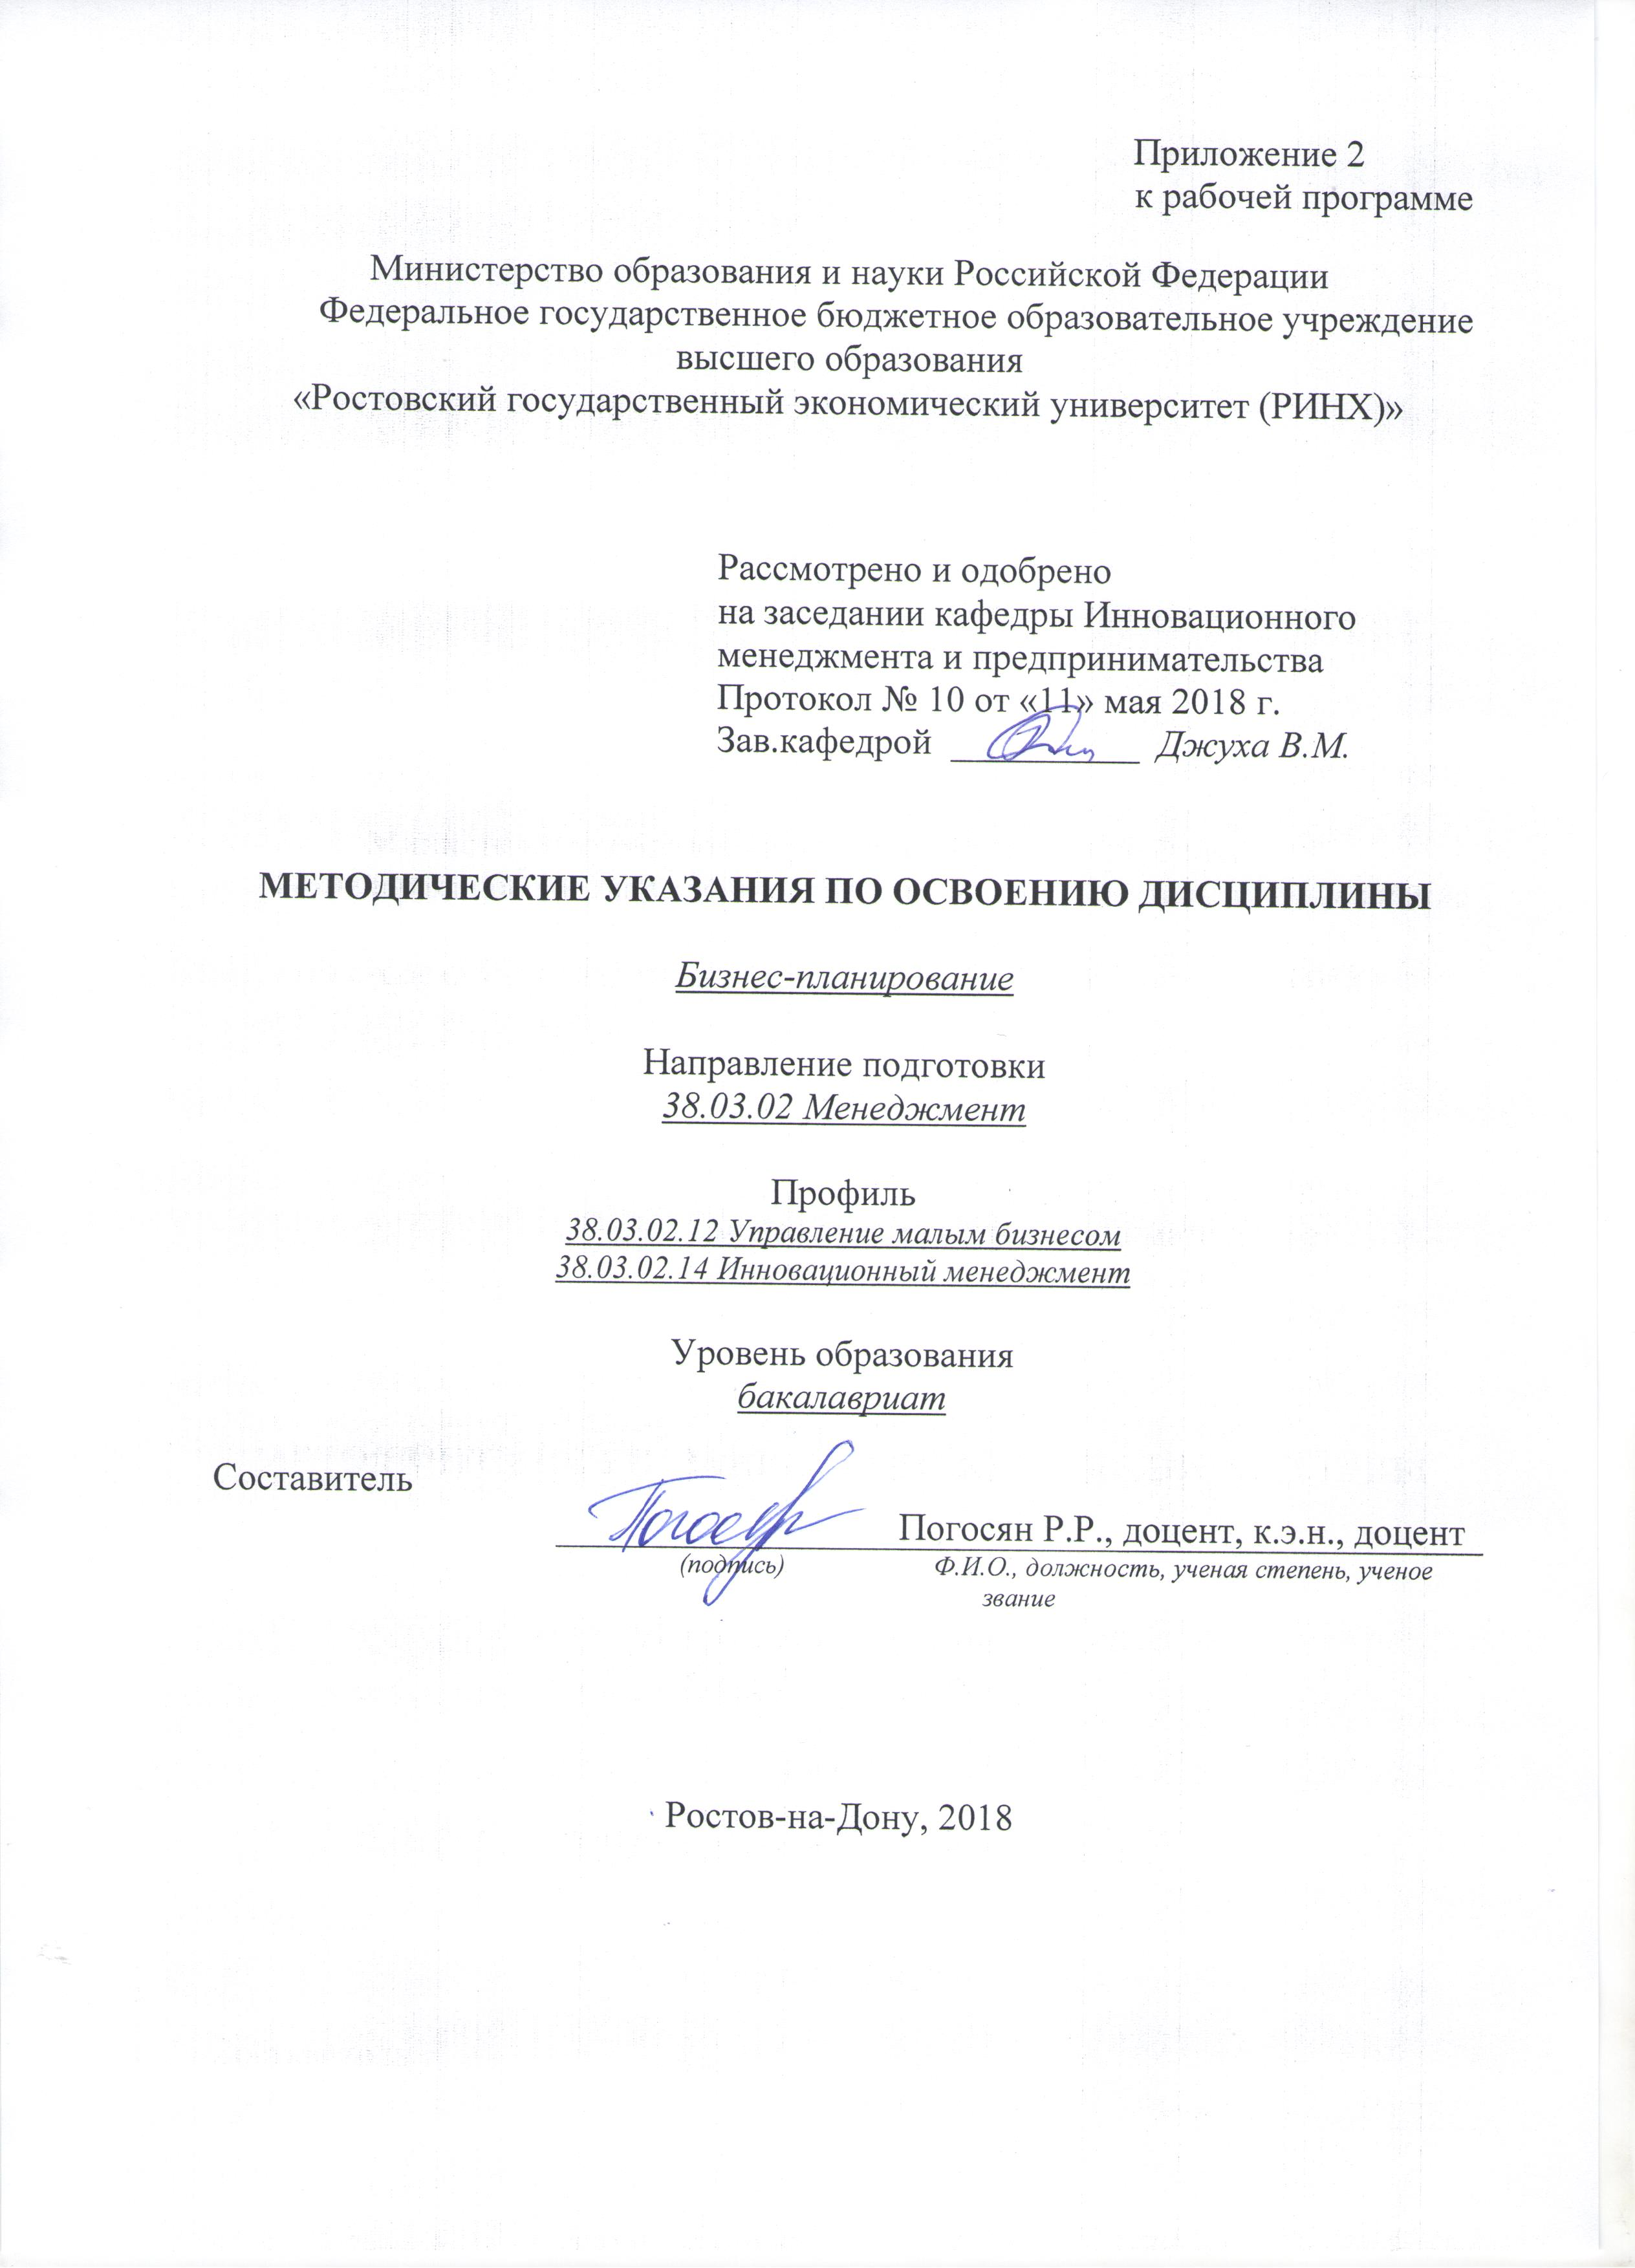 Приложение 2
к рабочей программе
Министерство образования и науки Российской Федерации
Федеральное государственное бюджетное образовательное учреждение
высшего образования
«Ростовский государственный экономический университет (РИНХ)»
Рассмотрено и одобрено
на заседании кафедры Инновационного
менеджмента и предпринимательства
Протокол № 10 от «11» мая 2018 г.
Зав.кафедрой Джуха В.М.
МЕТОДИЧЕСКИЕ УКАЗАНИЯ ПО ОСВОЕНИЮ ДИСЦИПЛИНЫ
Бизнес-планирование
Направление подготовки
38.03.02 Менеджмент
Профиль
38.03.02.12 Управление малым бизнесом
38.03.02.14 Инновационный менеджмент
Уровень образования
бакалавриат
Составитель
Погосян Р.Р., доцент, к.э.н., доцент
(подпись) Ф.И.О., должность, ученая степень, ученое
звание
Ростов-на-Дону, 2018